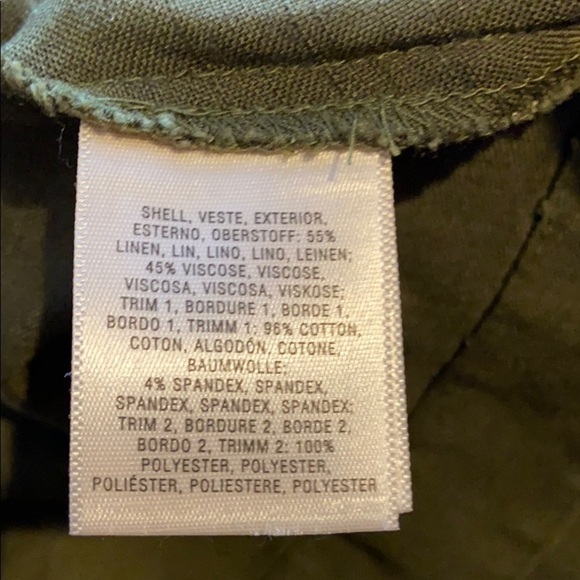 SHELL, VESTE, EXTERIOR,
ESTERNO, OBERSTOFF: 55%
LINEN, LIN, LINO, LINO, LEINEN;
45% VISCOSE, VISCOSE,
VISCOSA, VISCOSA, VISKOSE;
TRIM 1, BORDURE 1, BORDE 1,
BORDO 1, TRIMM 1: 96% COTTON,
COTON, ALGODÓN, COTONE,
BAUMWOLLE;
4% SPANDEX, SPANDEX,
SPANDEX, SPANDEX, SPANDEX;
TRIM 2, BORDURE 2, BORDE 2,
BORDO 2, TRIMM 2: 100%
POLYESTER, POLYESTER,
POLIÉSTER, POLIESTERE, POLYESTER